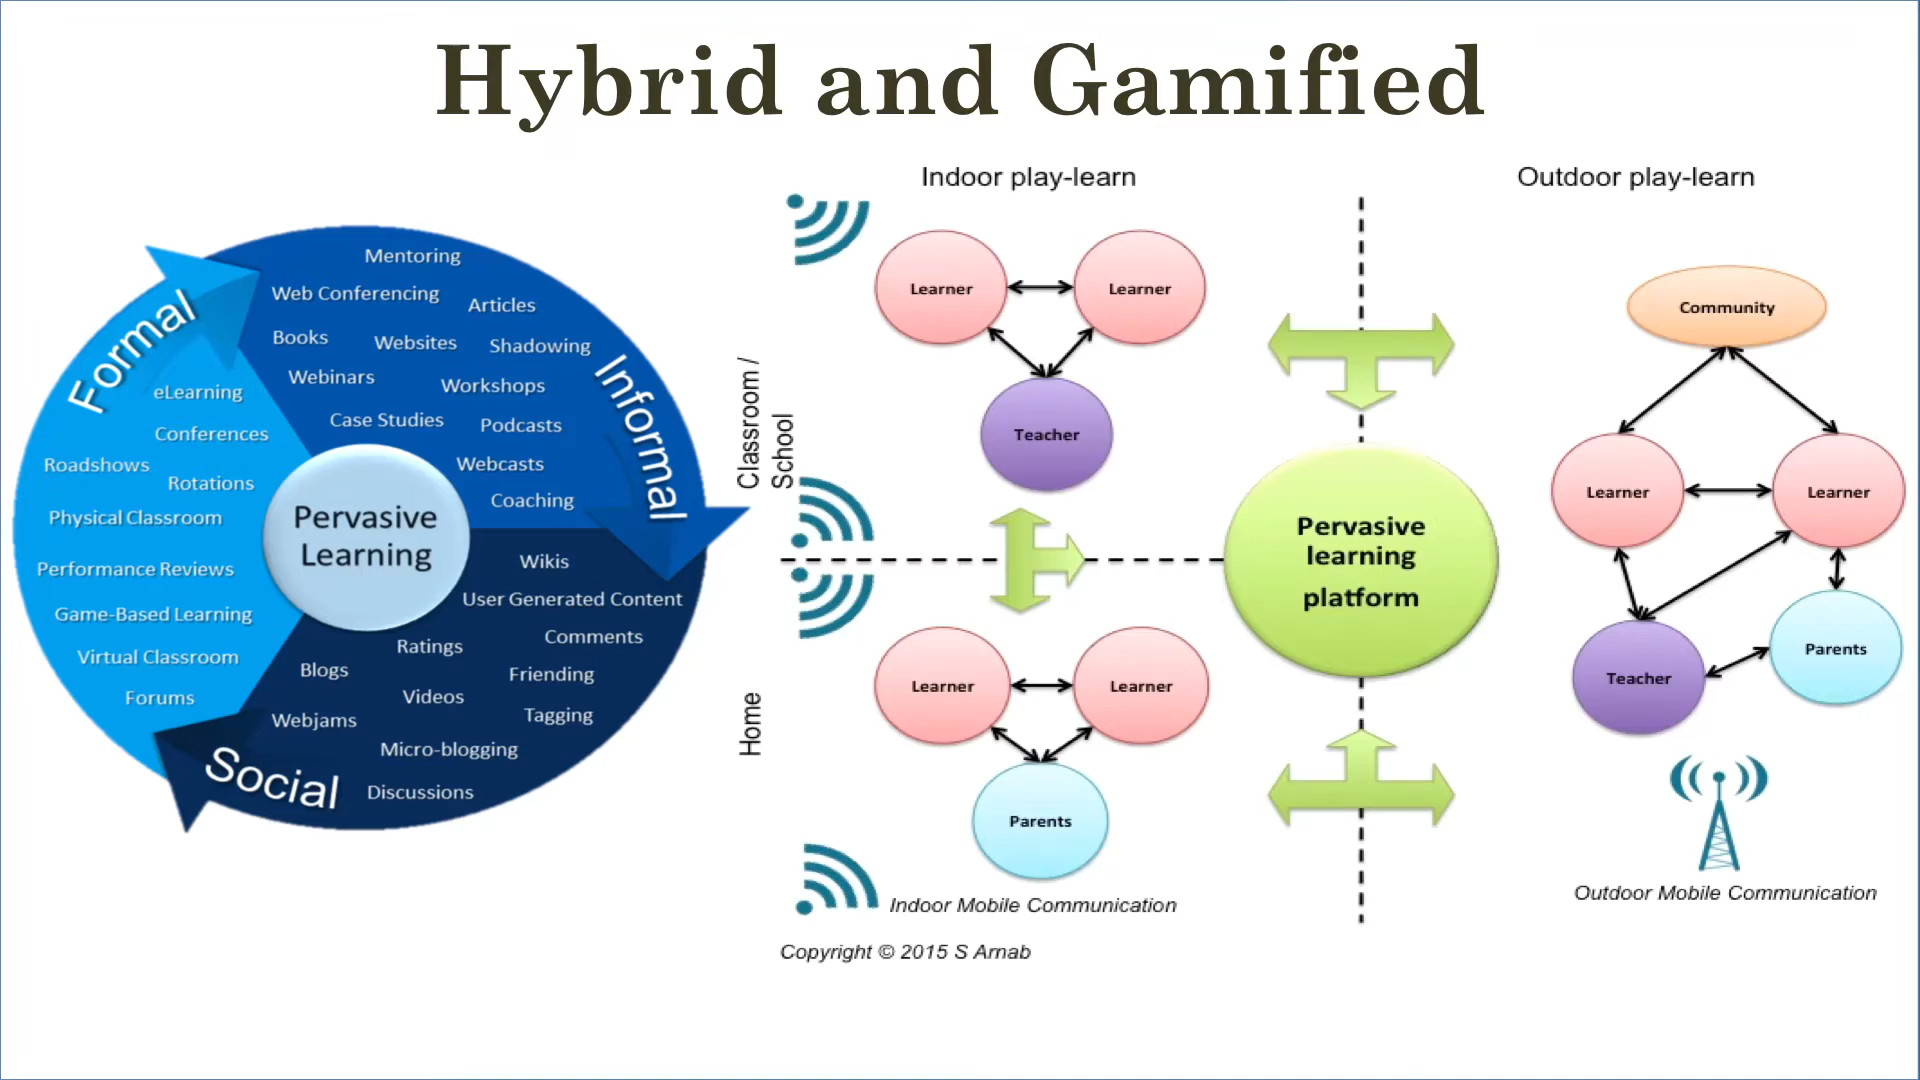 Hybrid and Gamified
Formal
eLearning
Conferences
Roadshows
Rotations
Physical Classroom
Performance Reviews
Game-Based Learning
Virtual Classroom
Forums
Informal
Mentoring
Web Conferencing
Articles
Books
Websites
Shadowing
Webinars
Workshops
Case Studies
Podcasts
Webcasts
Coaching
Pervasive
Learning
Social
Wikis
User Generated Content
Comments
Ratings
Blogs
Friending
Videos
Tagging
Webjams
Micro-blogging
Discussions
Indoor play-learn
Classroom /
School
Learner
Learner
Teacher
Home
Learner
Learner
Parents
Indoor Mobile Communication
Copyright © 2015 S Arnab
Pervasive
learning
platform
Outdoor play-learn
Community
Learner
Learner
Teacher
Parents
Outdoor Mobile Communication